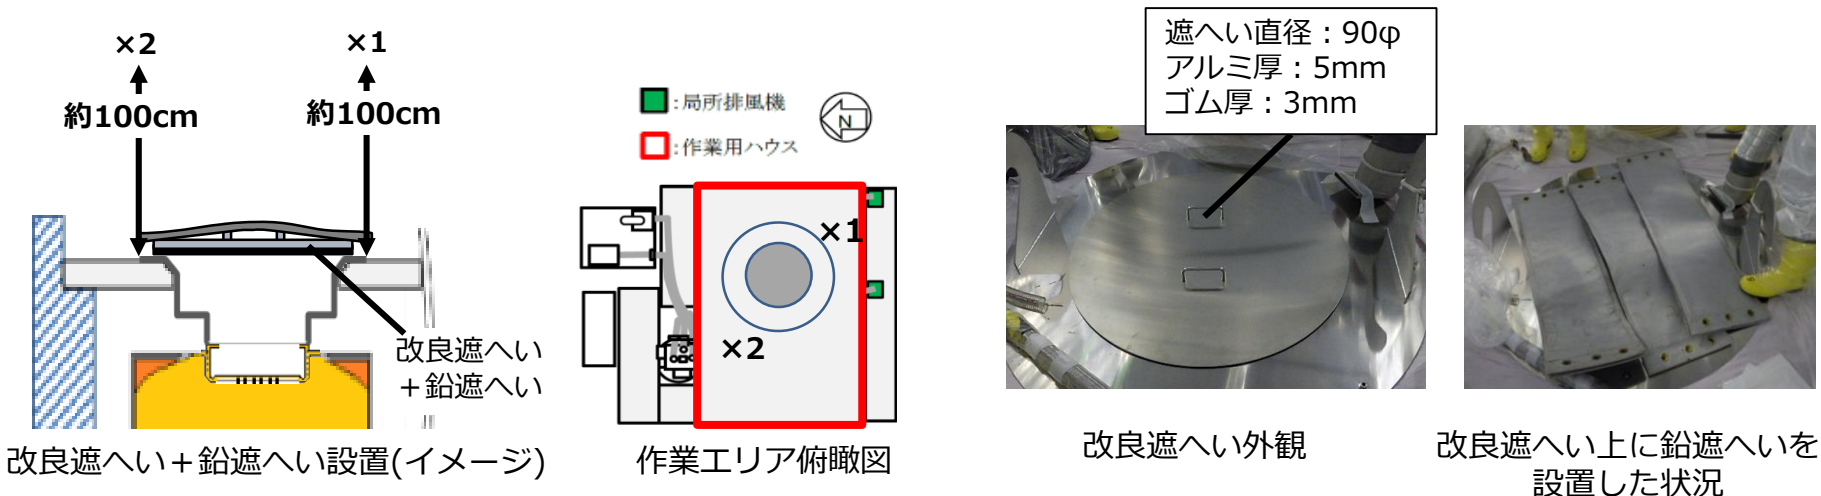 ×2
×1
約100cm
約100cm
改良遮へい
＋鉛遮へい
改良遮へい＋鉛遮へい設置(イメージ)
:局所排風機
:作業用ハウス
N
×1
×2
作業エリア俯瞰図
遮へい直径：90φ
アルミ厚：5mm
ゴム厚：3mm
改良遮へい外観
改良遮へい上に鉛遮へいを
設置した状況